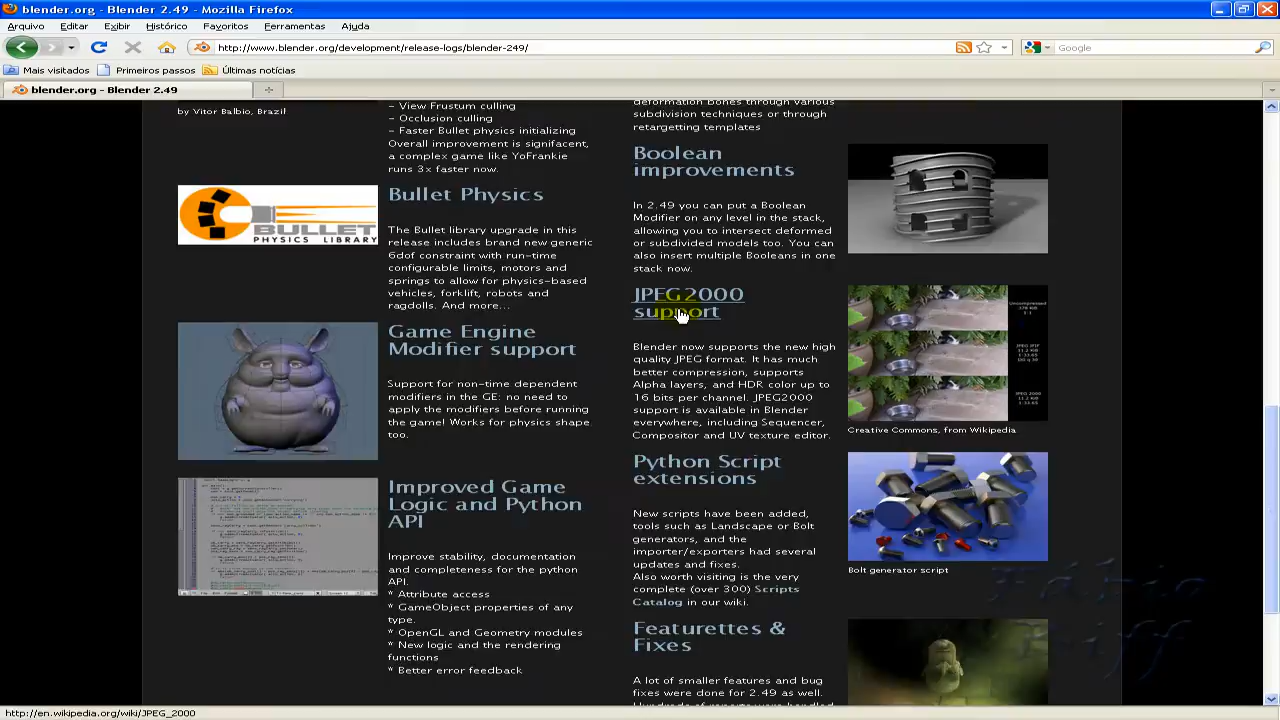 blender.org - Blender 2.49 - Mozilla Firefox
Arquivo Editar Exibir Histórico Favoritos Ferramentas Ajuda
http://www.blender.org/development/release-logs/blender-249/
Google
Mais visitados Primeiros passos Últimas notícias
blender.org - Blender 2.49
by Vitor Balbio, Brazil
- View Frustum culling
- Occlusion culling
- Faster Bullet physics initializing
Overall improvement is signifacent,
a complex game like YoFrankie
runs 3x faster now.
BULLET
PHYSICS LIBRARY
Bullet Physics
The Bullet library upgrade in this
release includes brand new generic
6dof constraint with run-time
configurable limits, motors and
springs to allow for physics-based
vehicles, forklift, robots and
ragdolls. And more...
Game Engine
Modifier support
Support for non-time dependent
modifiers in the GE: no need to
apply the modifiers before running
the game! Works for physics shape
too.
Improved Game
Logic and Python
API
Improve stability, documentation
and completeness for the python
API.
* Attribute access
* GameObject properties of any
type.
* OpenGL and Geometry modules
* New logic and the rendering
functions
* Better error feedback
deformation bones through various
subdivision techniques or through
retargetting templates
Boolean
improvements
In 2.49 you can put a Boolean
Modifier on any level in the stack,
allowing you to intersect deformed
or subdivided models too. You can
also insert multiple Booleans in one
stack now.
JPEG2000
support
Blender now supports the new high
quality JPEG format. It has much
better compression, supports
Alpha layers, and HDR color up to
16 bits per channel. JPEG2000
support is available in Blender
everywhere, including Sequencer,
Compositor and UV texture editor.
Uncompressed
JPEG 2000
Creative Commons, from Wikipedia
Python Script
extensions
New scripts have been added,
tools such as Landscape or Bolt
generators, and the
importer/exporters had several
updates and fixes.
Also worth visiting is the very
complete (over 300) Scripts
Catalog in our wiki.
Bolt generator script
Featurettes &
Fixes
A lot of smaller features and bug
fixes were done for 2.49 as well.
http://en.wikipedia.org/wiki/JPEG_2000